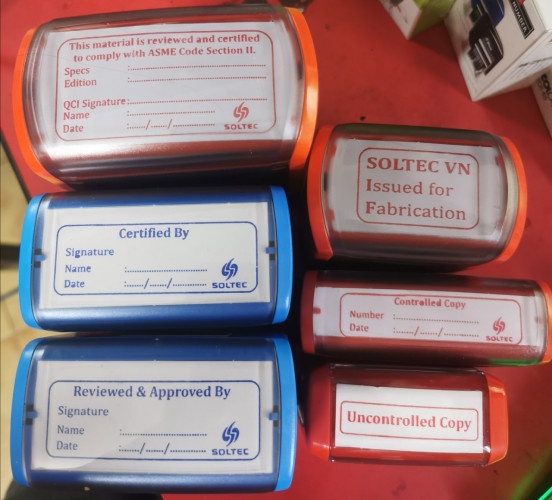 This material is reviewed and certified
to comply with ASME Code Section II.
Specs :...............................................
Edition :...............................................
QCI Signature:...............................................
Name :..............................
Date :....../....../...............
SOLTEC
SOLTEC VN
Issued for
Fabrication
Certified By
Signature
Name :..............................
Date :....../....../............
SOLTEC
Controlled Copy
Number :..........................
Date :....../......./...........
SOLTEC
Reviewed & Approved By
Signature
Name :..............................
Date :....../....../............
SOLTEC
Uncontrolled Copy